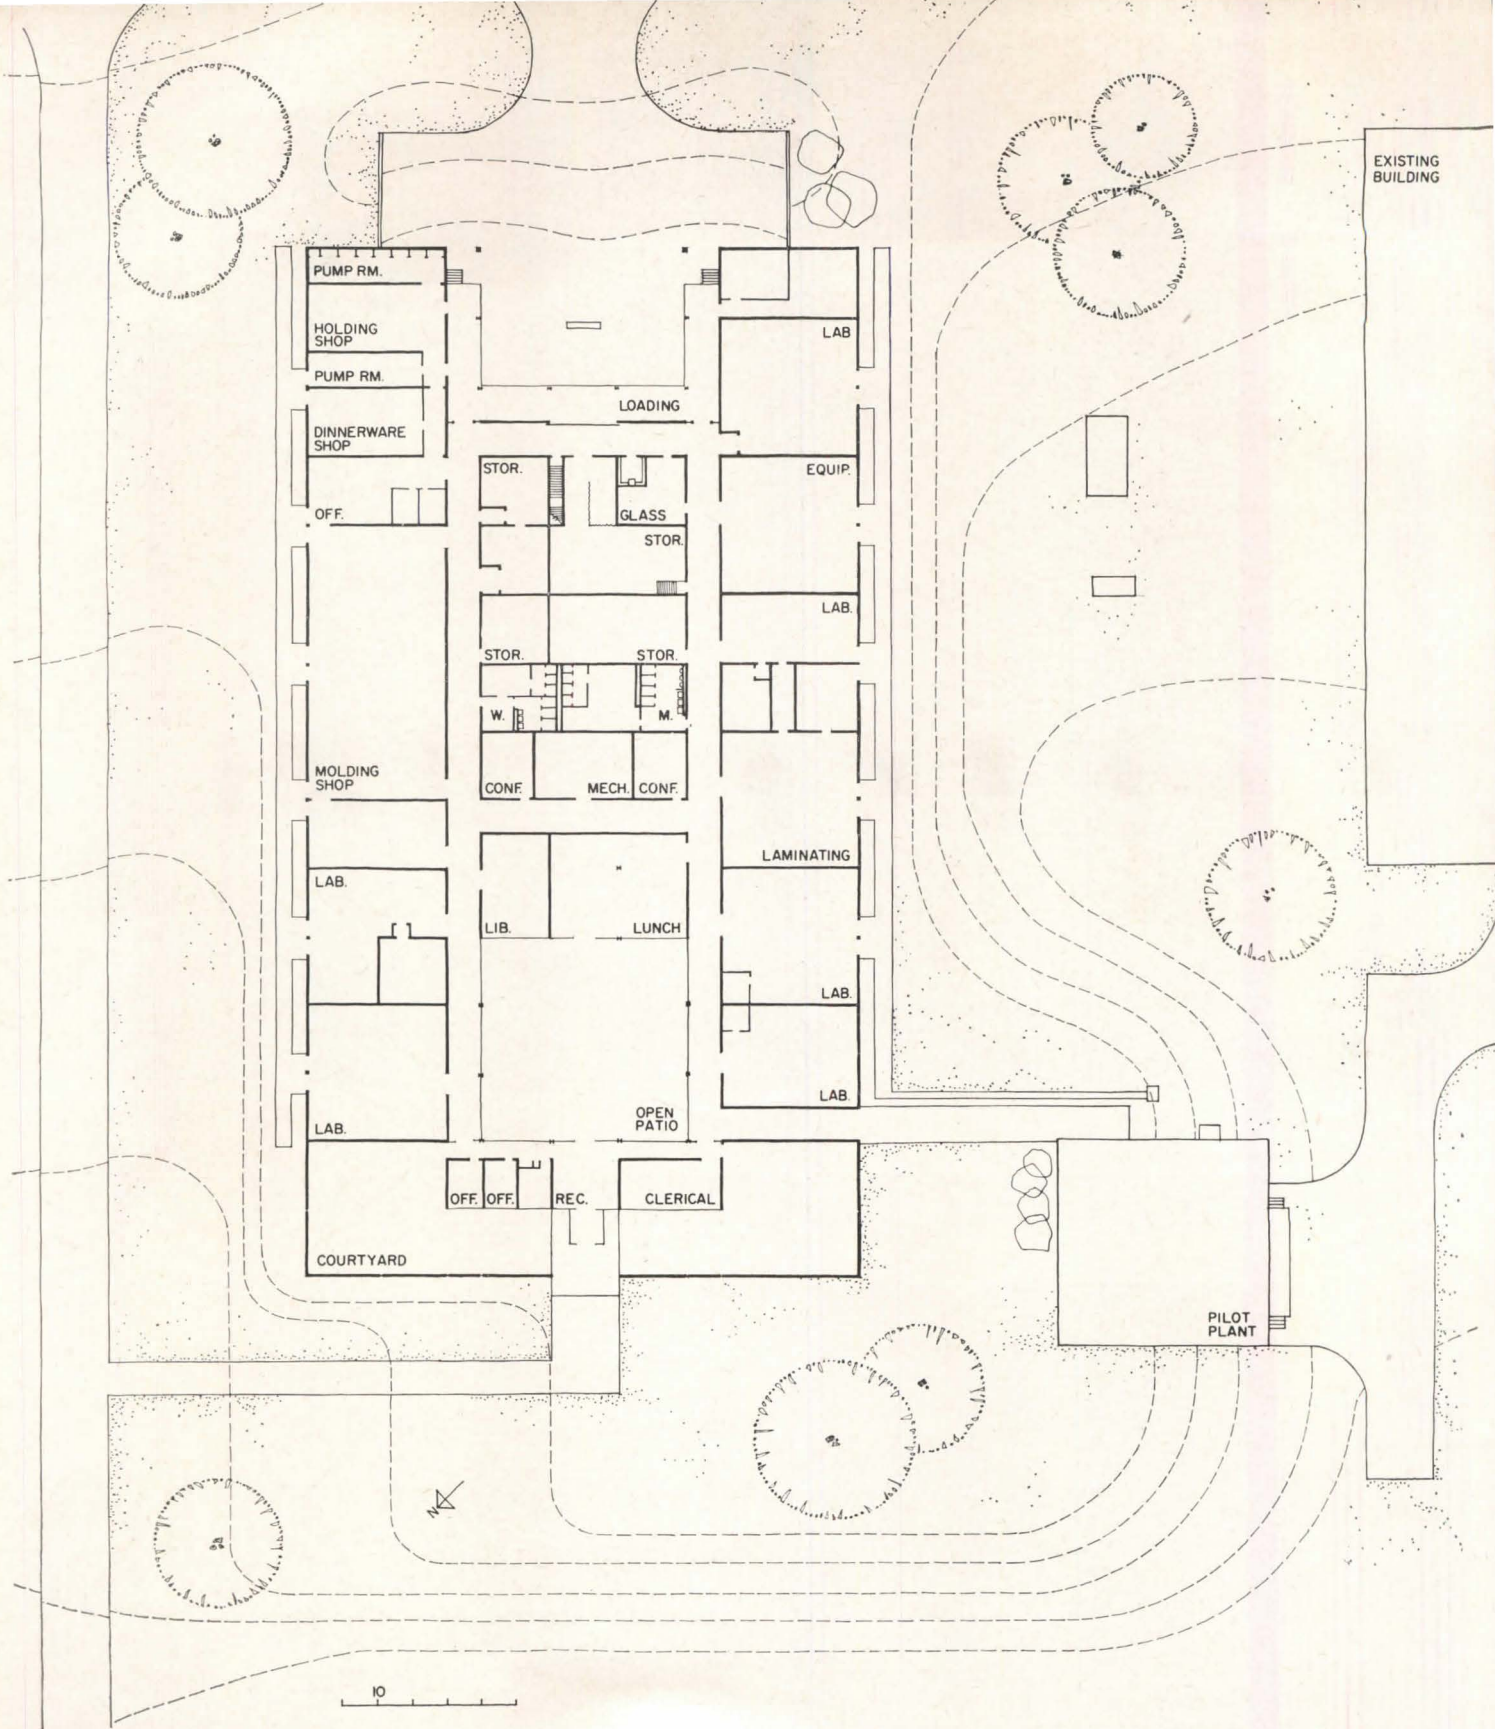 EXISTING
BUILDING
PUMP RM.
HOLDING
SHOP
LAB
PUMP RM.
LOADING
DINNERWARE
SHOP
STOR.
EQUIP.
OFF.
GLASS
STOR.
LAB.
STOR.
STOR.
W.
M.
MOLDING
SHOP
CONF.
MECH.
CONF.
LAMINATING
LAB.
LIB.
LUNCH
LAB.
LAB.
OPEN
PATIO
LAB.
OFF.
OFF.
REC.
CLERICAL
COURTYARD
PILOT
PLANT
N
10